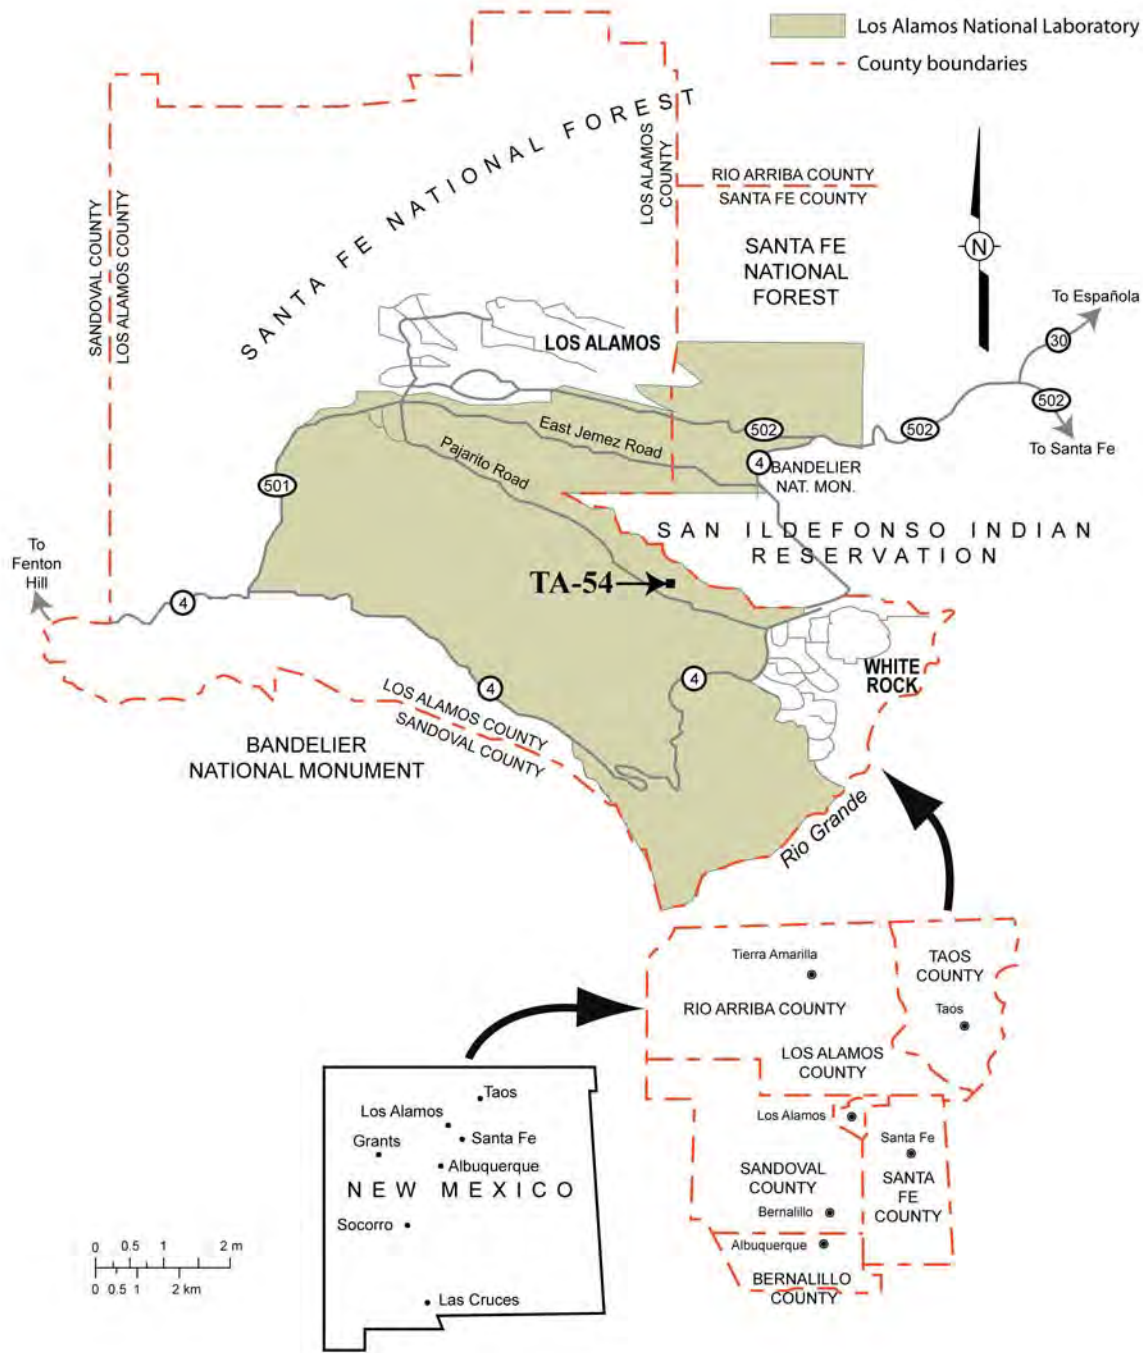 Los Alamos National Laboratory
County boundaries
SANTA FE NATIONAL FOREST
LOS ALAMOS
COUNTY
RIO ARRIBA COUNTY
SANTA FE COUNTY
SANDOVAL COUNTY
LOS ALAMOS COUNTY
SANTA FE
NATIONAL
FOREST
N
To Española
30
LOS ALAMOS
502
502
502
To Santa Fe
East Jemez Road
Pajarito Road
4
BANDELIER
NAT. MON.
501
SAN ILDEFONSO INDIAN
RESERVATION
To
Fenton
Hill
TA-54
4
WHITE
ROCK
4
4
LOS ALAMOS COUNTY
SANDOVAL COUNTY
BANDELIER
NATIONAL MONUMENT
Rio Grande
Tierra Amarilla
TAOS
COUNTY
RIO ARRIBA COUNTY
Taos
LOS ALAMOS
COUNTY
Taos
Los Alamos
Santa Fe
Grants
Albuquerque
NEW MEXICO
Socorro
Las Cruces
Los Alamos
Santa Fe
SANDOVAL
COUNTY
SANTA
FE
COUNTY
Bernalillo
Albuquerque
BERNALILLO
COUNTY
0 0.5 1 2 m
0 0.5 1 2 km